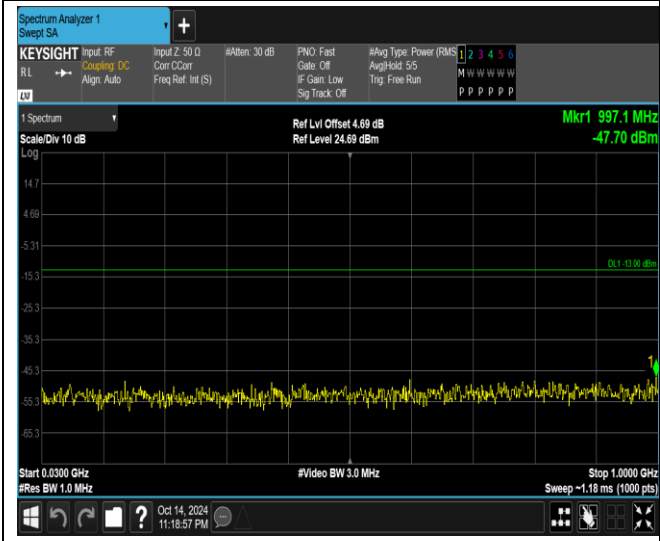 Spectrum Analyzer 1
Swept SA
+
KEYSIGHT
RL
Input: RF
Coupling: DC
Align: Auto
Input Z: 50 Ω
Corr CCorr
Freq Ref: Int (S)
#Atten: 30 dB
PNO: Fast
Gate: Off
IF Gain: Low
Sig Track: Off
#Avg Type: Power (RMS
Avg|Hold: 5/5
Trig: Free Run
1 2 3 4 5 6
M W W W W W
P P P P P P
LXI
1 Spectrum
Scale/Div 10 dB
Log
Ref Lvl Offset 4.69 dB
Ref Level 24.69 dBm
Mkr1 997.1 MHz
-47.70 dBm
14.7
4.69
-5.31
DL1 -13.00 dBm
-15.3
-25.3
-35.3
1
-45.3
-55.3
-65.3
Start 0.0300 GHz
#Res BW 1.0 MHz
#Video BW 3.0 MHz
Stop 1.0000 GHz
Sweep ~1.18 ms (1000 pts)
?
Oct 14, 2024
11:18:57 PM